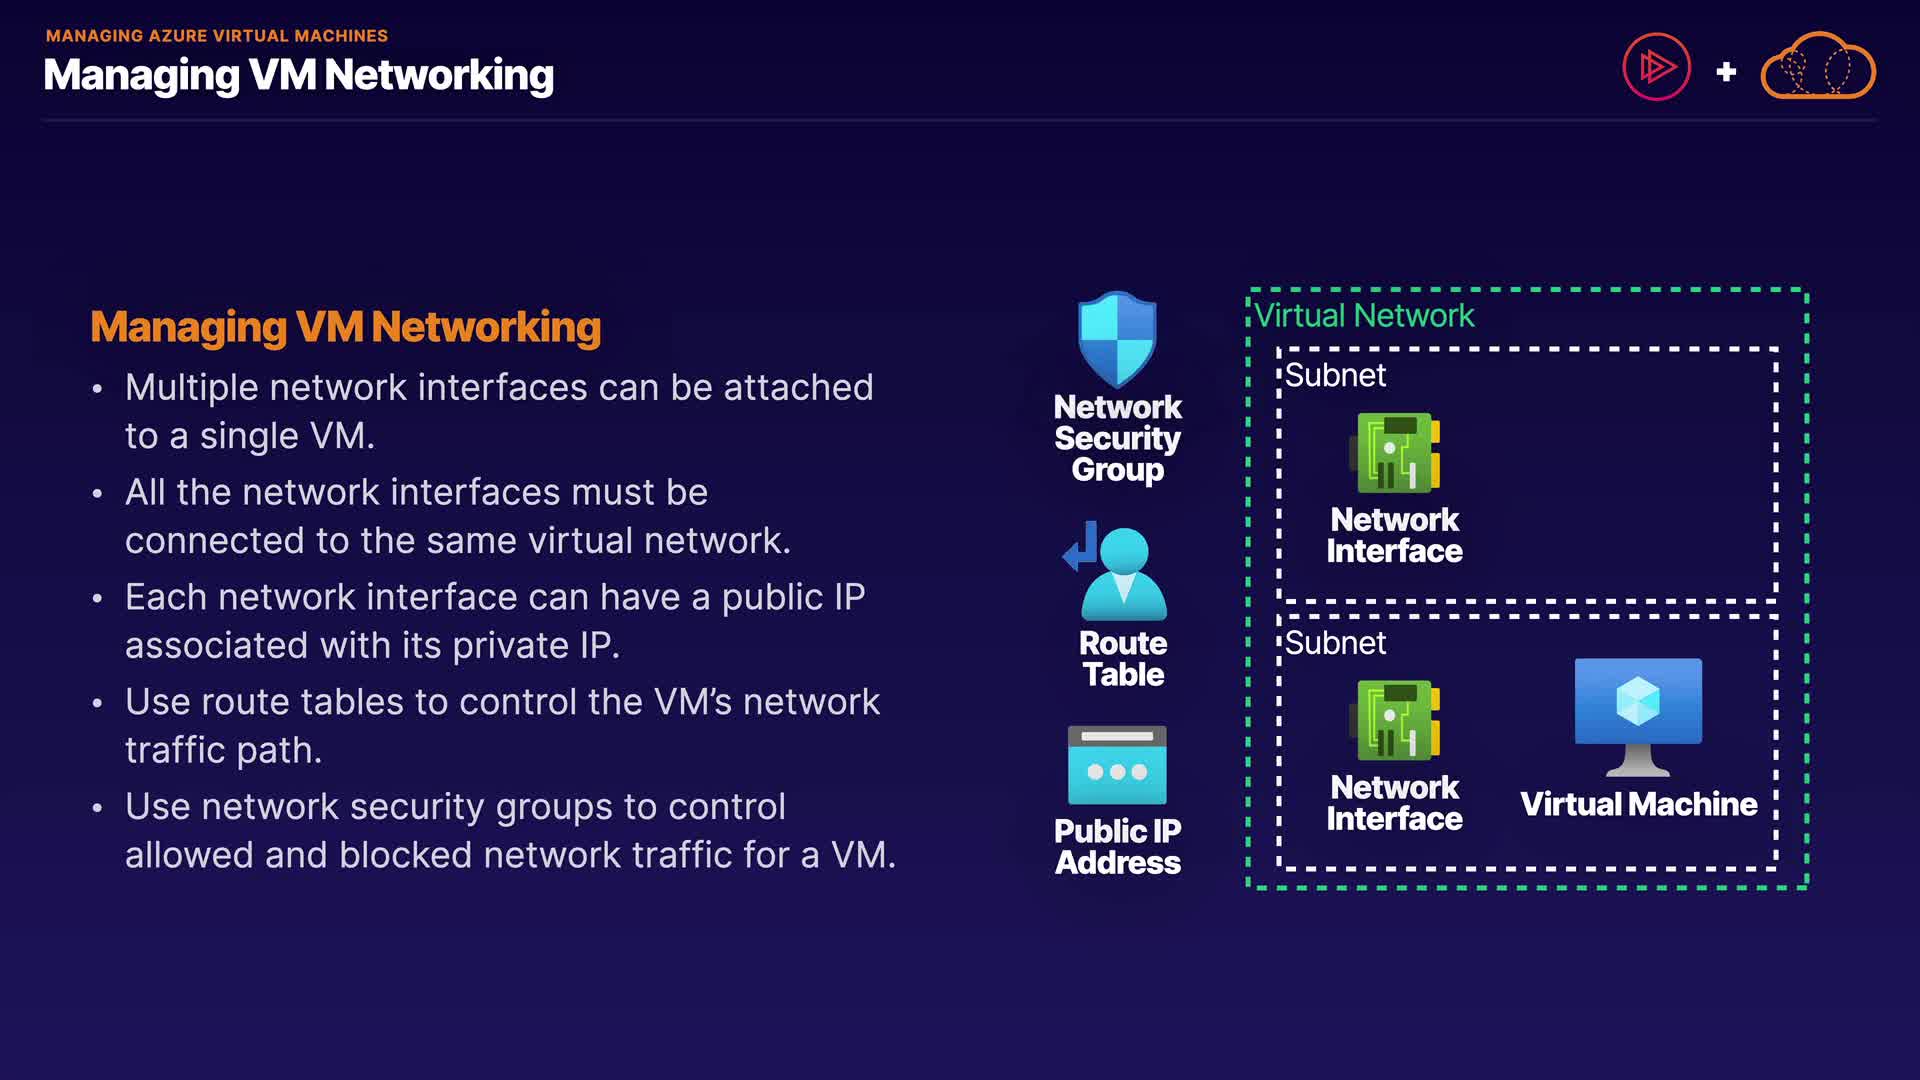 MANAGING AZURE VIRTUAL MACHINES
Managing VM Networking
Managing VM Networking
• Multiple network interfaces can be attached
to a single VM.
• All the network interfaces must be
connected to the same virtual network.
• Each network interface can have a public IP
associated with its private IP.
• Use route tables to control the VM’s network
traffic path.
• Use network security groups to control
allowed and blocked network traffic for a VM.
Network
Security
Group
Route
Table
Public IP
Address
Virtual Network
Subnet
Network
Interface
Subnet
Network
Interface
Virtual Machine